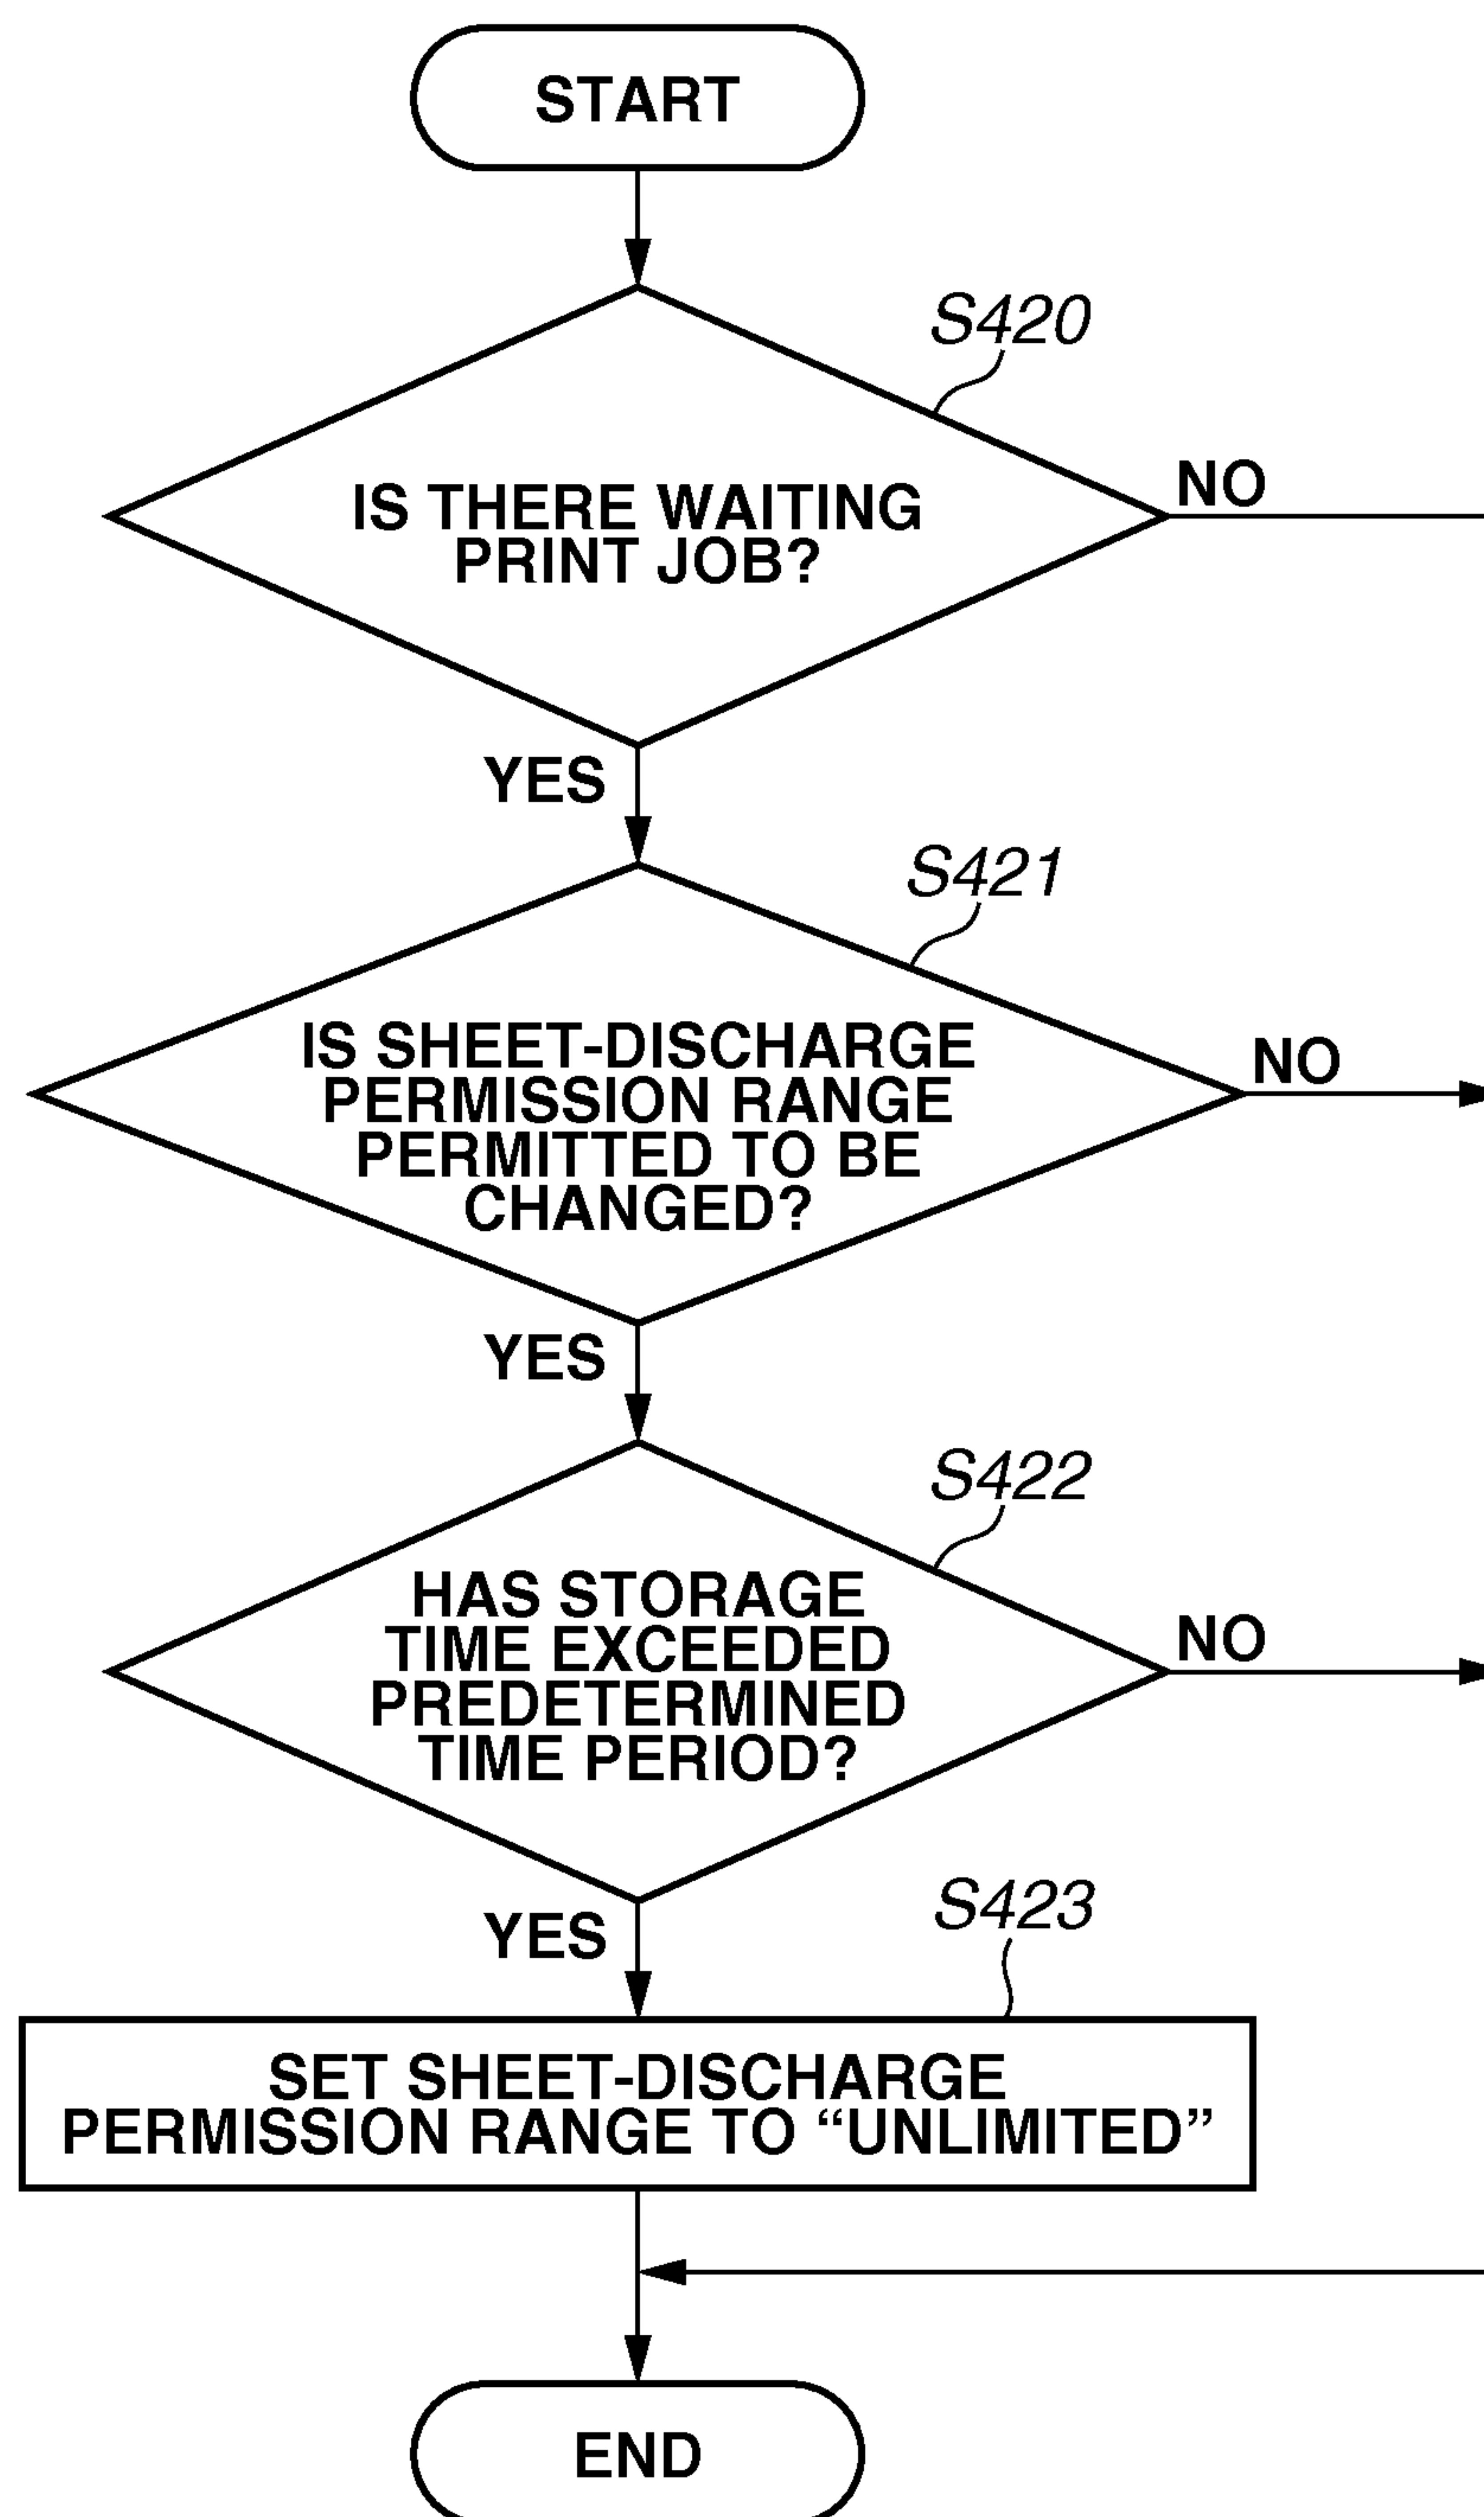 START
S420
IS THERE WAITING
PRINT JOB?
NO
YES
S421
IS SHEET-DISCHARGE
PERMISSION RANGE
PERMITTED TO BE
CHANGED?
NO
YES
S422
HAS STORAGE
TIME EXCEEDED
PREDETERMINED
TIME PERIOD?
NO
YES
S423
SET SHEET-DISCHARGE
PERMISSION RANGE TO “UNLIMITED”
END